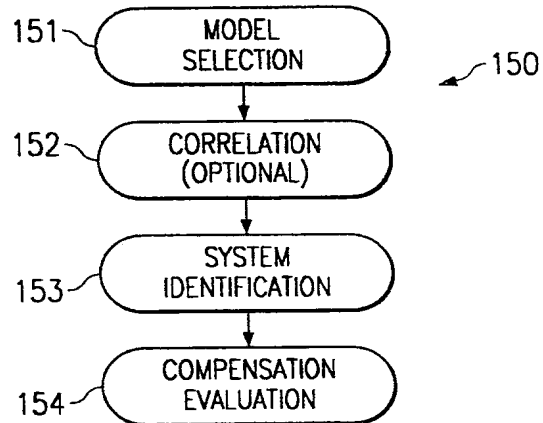 151
MODEL
SELECTION
150
152
CORRELATION
(OPTIONAL)
153
SYSTEM
IDENTIFICATION
154
COMPENSATION
EVALUATION